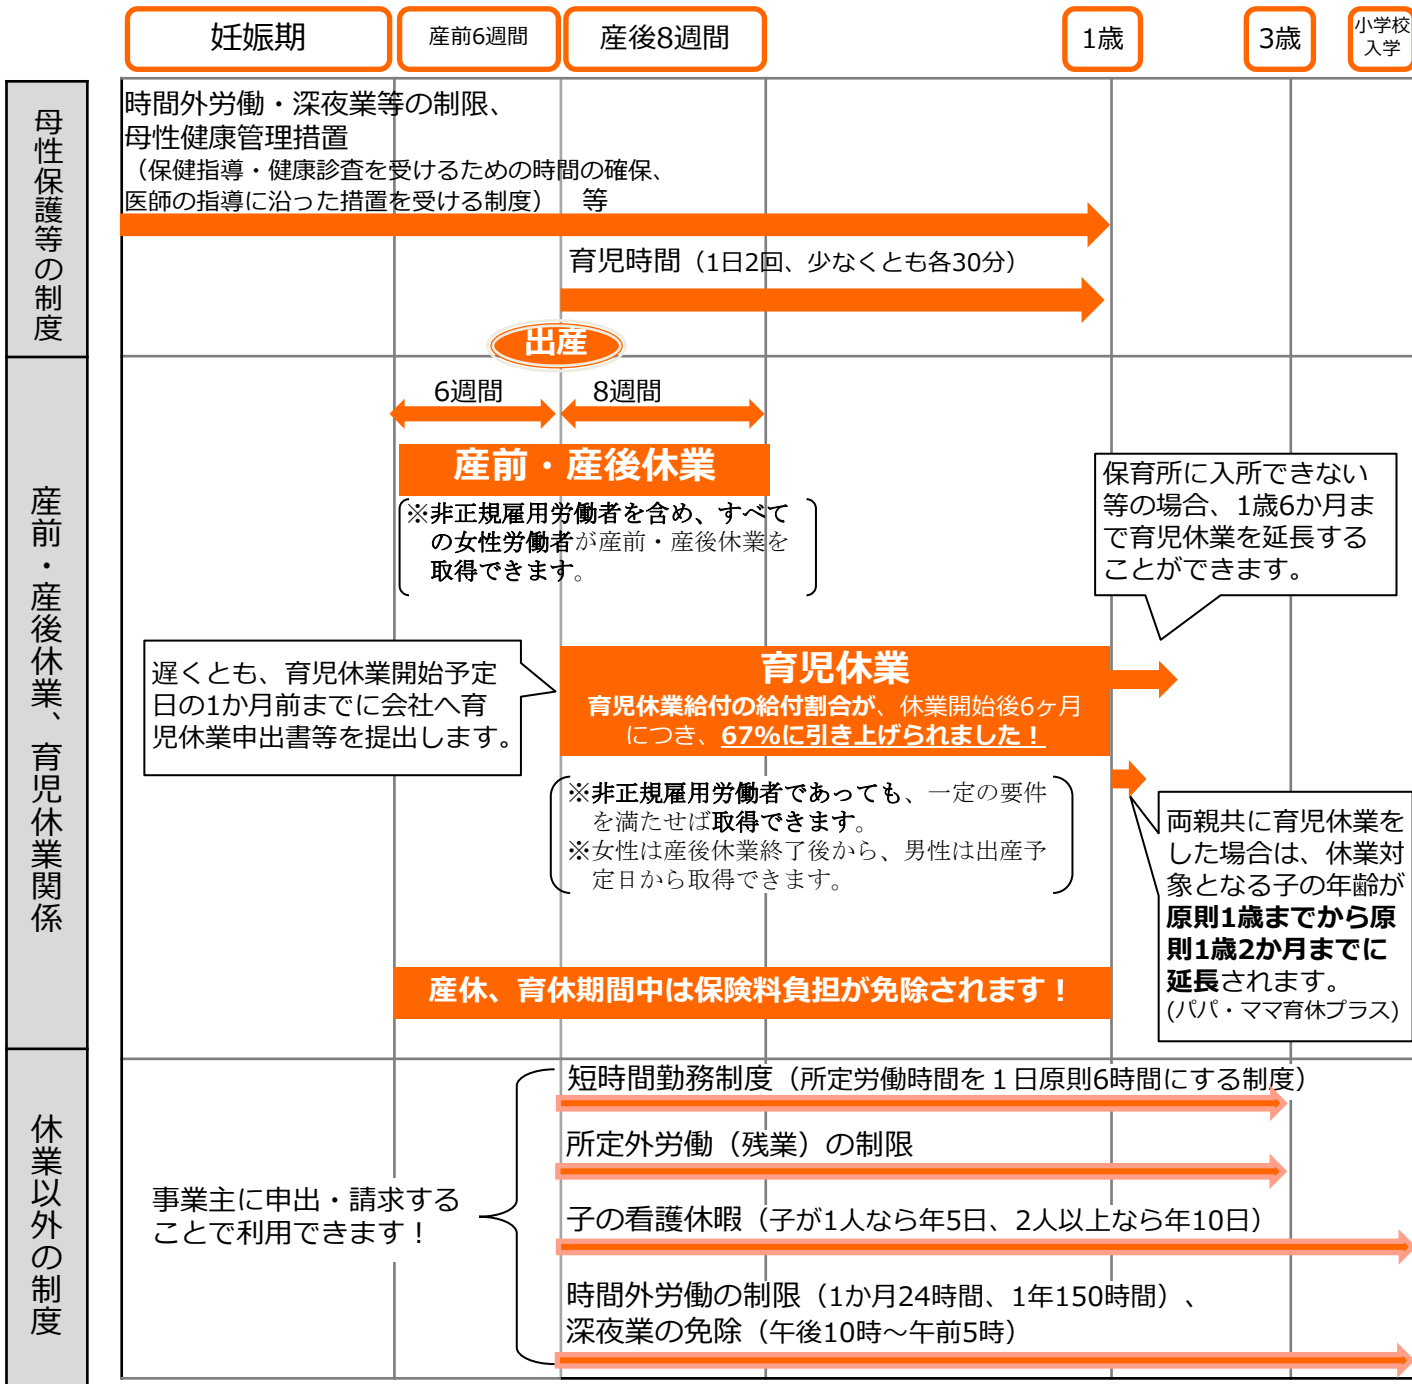 妊娠期
産前6週間
産後8週間
1歳
3歳
小学校
入学
母性保護等の制度
時間外労働・深夜業等の制限、
母性健康管理措置
（保健指導・健康診査を受けるための時間の確保、
医師の指導に沿った措置を受ける制度） 等
育児時間（1日2回、少なくとも各30分）
出産
産前・産後休業、育児休業関係
6週間
8週間
産前・産後休業
※非正規雇用労働者を含め、すべて
の女性労働者が産前・産後休業を
取得できます。
保育所に入所できない
等の場合、1歳6か月ま
で育児休業を延長する
ことができます。
遅くとも、育児休業開始予定
日の1か月前までに会社へ育
児休業申出書等を提出します。
育児休業
育児休業給付の給付割合が、休業開始後6ヶ月
につき、67%に引き上げられました！
※非正規雇用労働者であっても、一定の要件
を満たせば取得できます。
※女性は産後休業終了後から、男性は出産予
定日から取得できます。
両親共に育児休業を
した場合は、休業対
象となる子の年齢が
原則1歳までから原
則1歳2か月までに
延長されます。
(パパ・ママ育休プラス)
産休、育休期間中は保険料負担が免除されます！
休業以外の制度
事業主に申出・請求する
ことで利用できます！
短時間勤務制度（所定労働時間を１日原則6時間にする制度）
所定外労働（残業）の制限
子の看護休暇（子が1人なら年5日、2人以上なら年10日）
時間外労働の制限（1か月24時間、1年150時間）、
深夜業の免除（午後10時～午前5時）